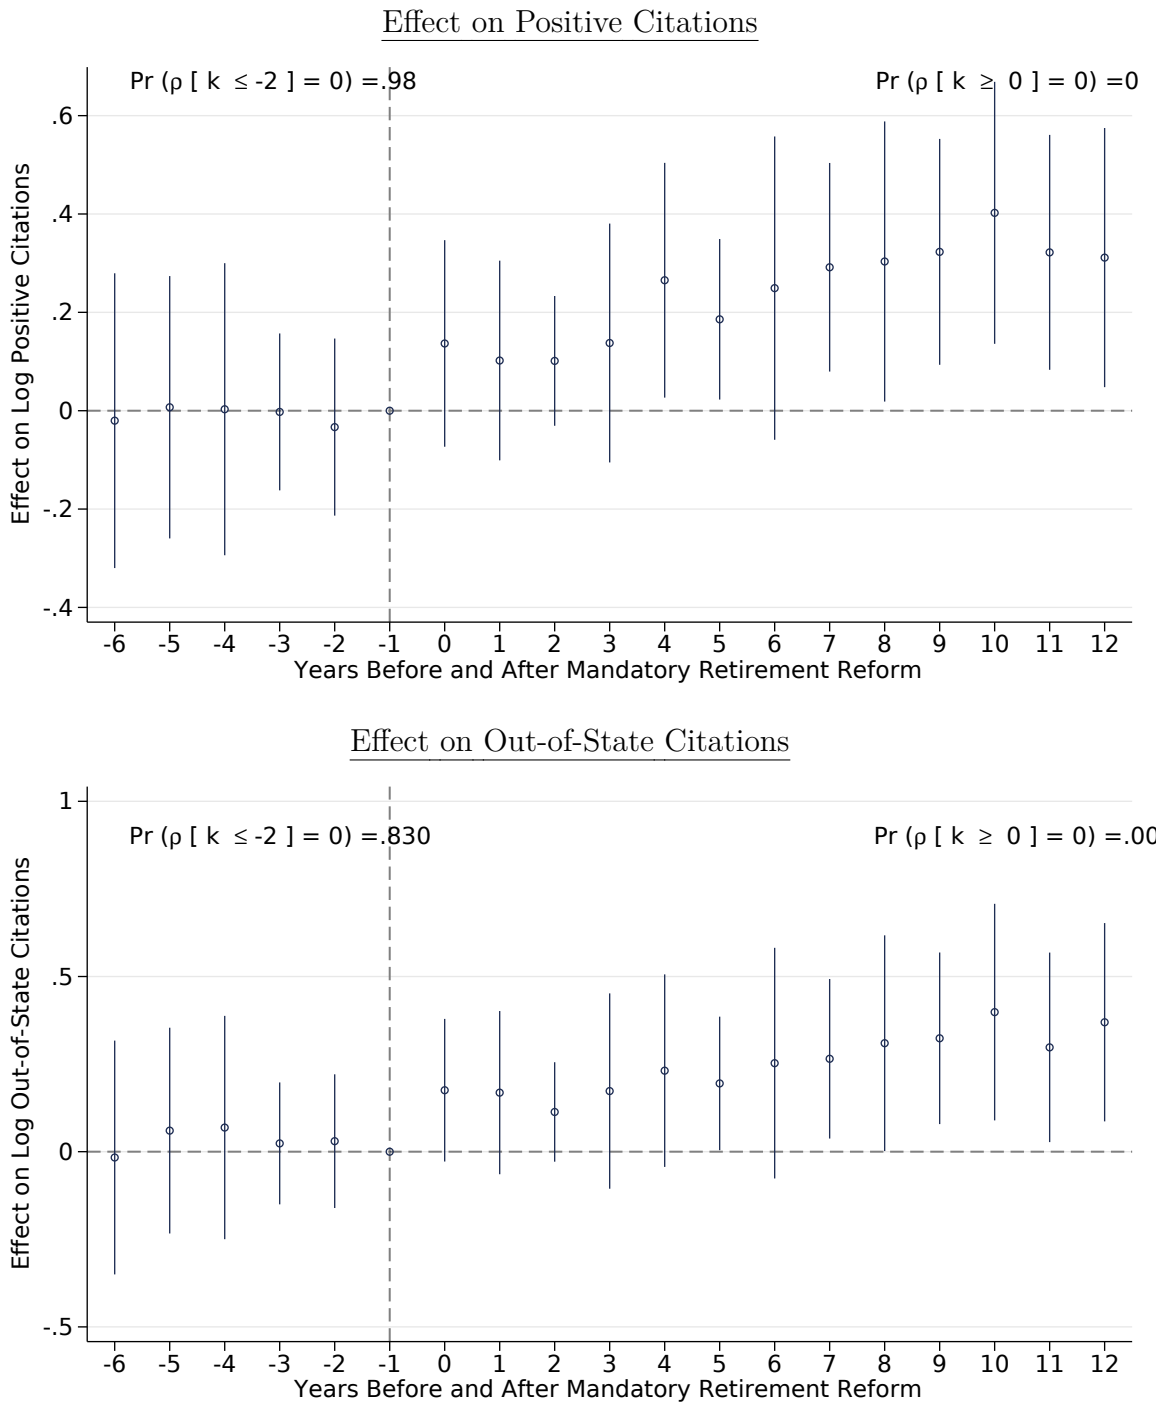 Effect on Positive Citations
Pr (ρ [ k ≤ -2 ] = 0) =.98
Pr (ρ [ k ≥ 0 ] = 0) =0
Effect on Log Positive Citations
.6
.4
.2
0
-.2
-.4
-6 -5 -4 -3 -2 -1 0 1 2 3 4 5 6 7 8 9 10 11 12
Years Before and After Mandatory Retirement Reform
Effect on Out-of-State Citations
Pr (ρ [ k ≤ -2 ] = 0) =.830
Pr (ρ [ k ≥ 0 ] = 0) =.00
Effect on Log Out-of-State Citations
1
.5
0
-.5
-6 -5 -4 -3 -2 -1 0 1 2 3 4 5 6 7 8 9 10 11 12
Years Before and After Mandatory Retirement Reform